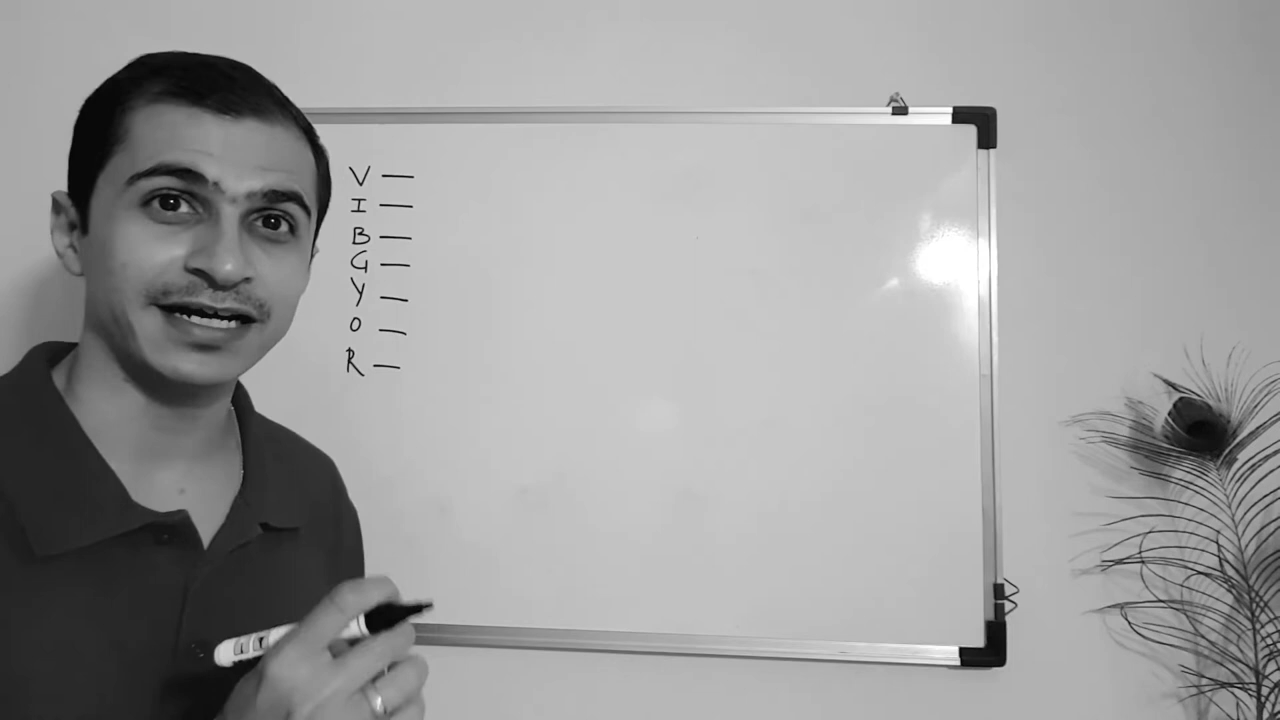 V —
I —
B —
G —
Y —
O —
R —